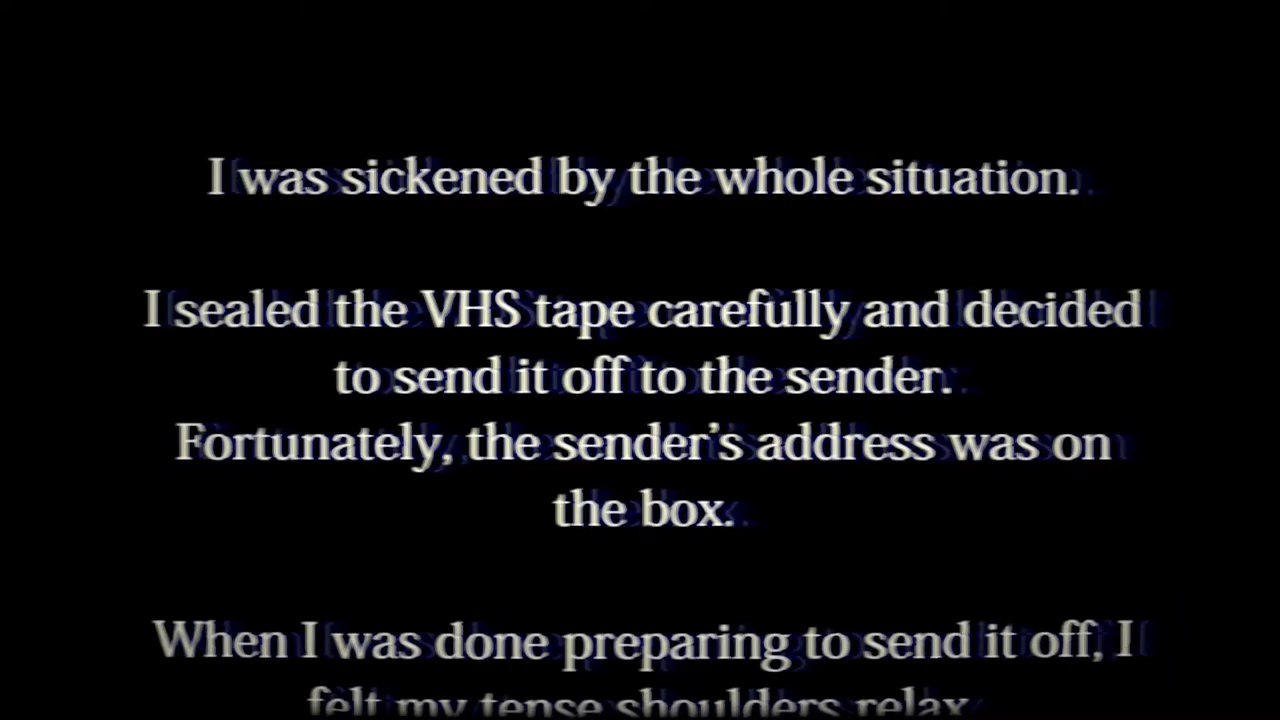 I was sickened by the whole situation.
I sealed the VHS tape carefully and decided
to send it off to the sender.
Fortunately, the sender's address was on
the box.
When I was done preparing to send it off, I
felt my tense shoulders relax